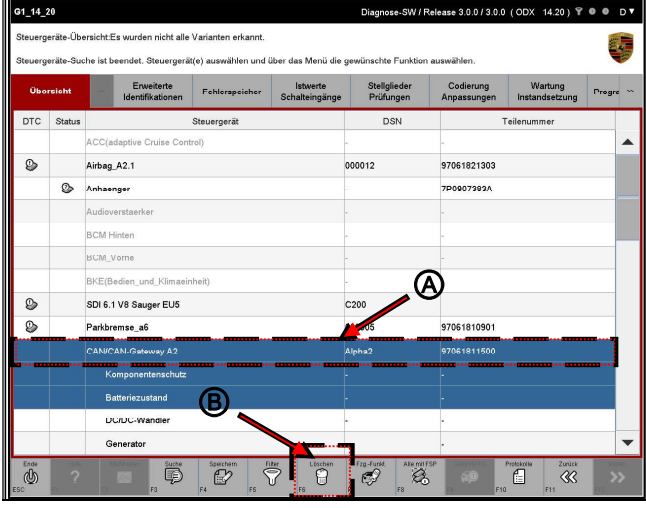 G1_14_20 Diagnose-SW / Release 3.0.0 / 3.0.0 ( ODX 14.20 ) D
Steuergeräte-Übersicht:Es wurden nicht alle Varianten erkannt.
Steuergeräte-Suche ist beendet. Steuergerät(e) auswählen und über das Menü die gewünschte Funktion auswählen.
Übersicht Erweiterte Identifikationen Fehlerspeicher Istwerte Schalteingänge Stellglieder Prüfungen Codierung Anpassungen Wartung Instandsetzung Progra
DTC Status Steuergerät DSN Teilenummer
ACC(adaptive Cruise Control) - -
Airbag_A2.1 000012 97061821303
Anhaenger - 7P0907383A
Audioverstaerker - -
BCM Hinten - -
BCM_Vorne - -
BKE(Bedien_und_Klimaeinheit) - -
A
SDI 6.1 V8 Sauger EU5 C200 -
Parkbremse_a6 97061810901
CAN/CAN-Gateway A2 Alpha2 97061811500
Komponentenschutz - -
Batteriezustand - -
B
DC/DC-Wandler - -
Generator - -
Ende Suche Speichern Filter Löschen Fzg.-Funkt. Alle mit FSP Protokolle Zurück
ESC F3 F4 F5 F6 F8 F10 F11